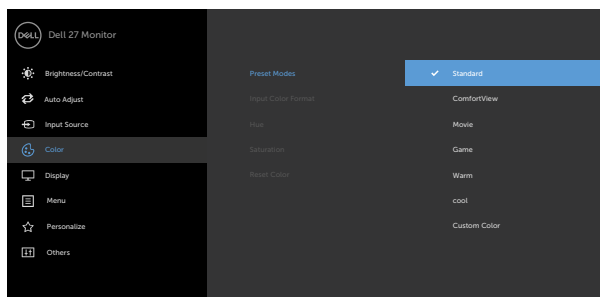 DELL Dell 27 Monitor
Brightness/Contrast Preset Modes Standard
Auto Adjust Input Color Format ComfortView
Input Source Hue Movie
Color Saturation Game
Display Reset Color Warm
Menu cool
Personalize Custom Color
Others